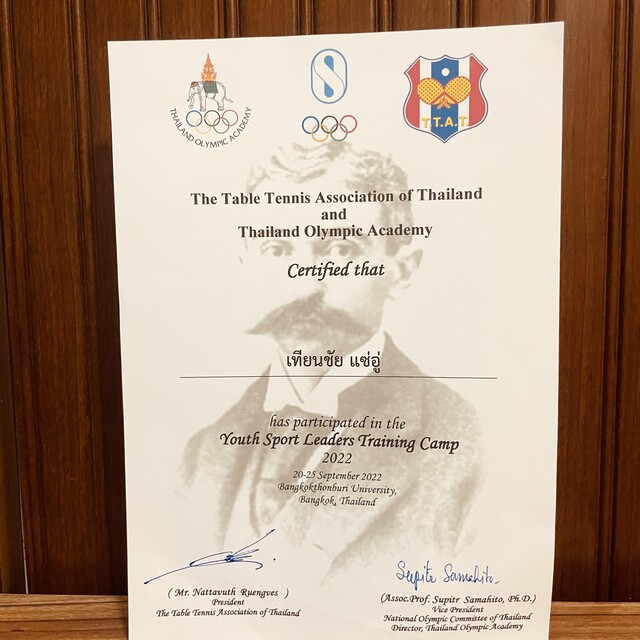 THAILAND OLYMPIC ACADEMY
T.T.A.T.
The Table Tennis Association of Thailand
and
Thailand Olympic Academy
Certified that
เทียนชัย แซ่อู่
has participated in the
Youth Sport Leaders Training Camp
2022
20-25 September 2022
Bangkokthonburi University,
Bangkok, Thailand
( Mr. Nattavuth Ruengves )
President
The Table Tennis Association of Thailand
Supitr Samahito
(Assoc.Prof. Supitr Samahito, Ph.D.)
Vice President
National Olympic Committee of Thailand
Director, Thailand Olympic Academy